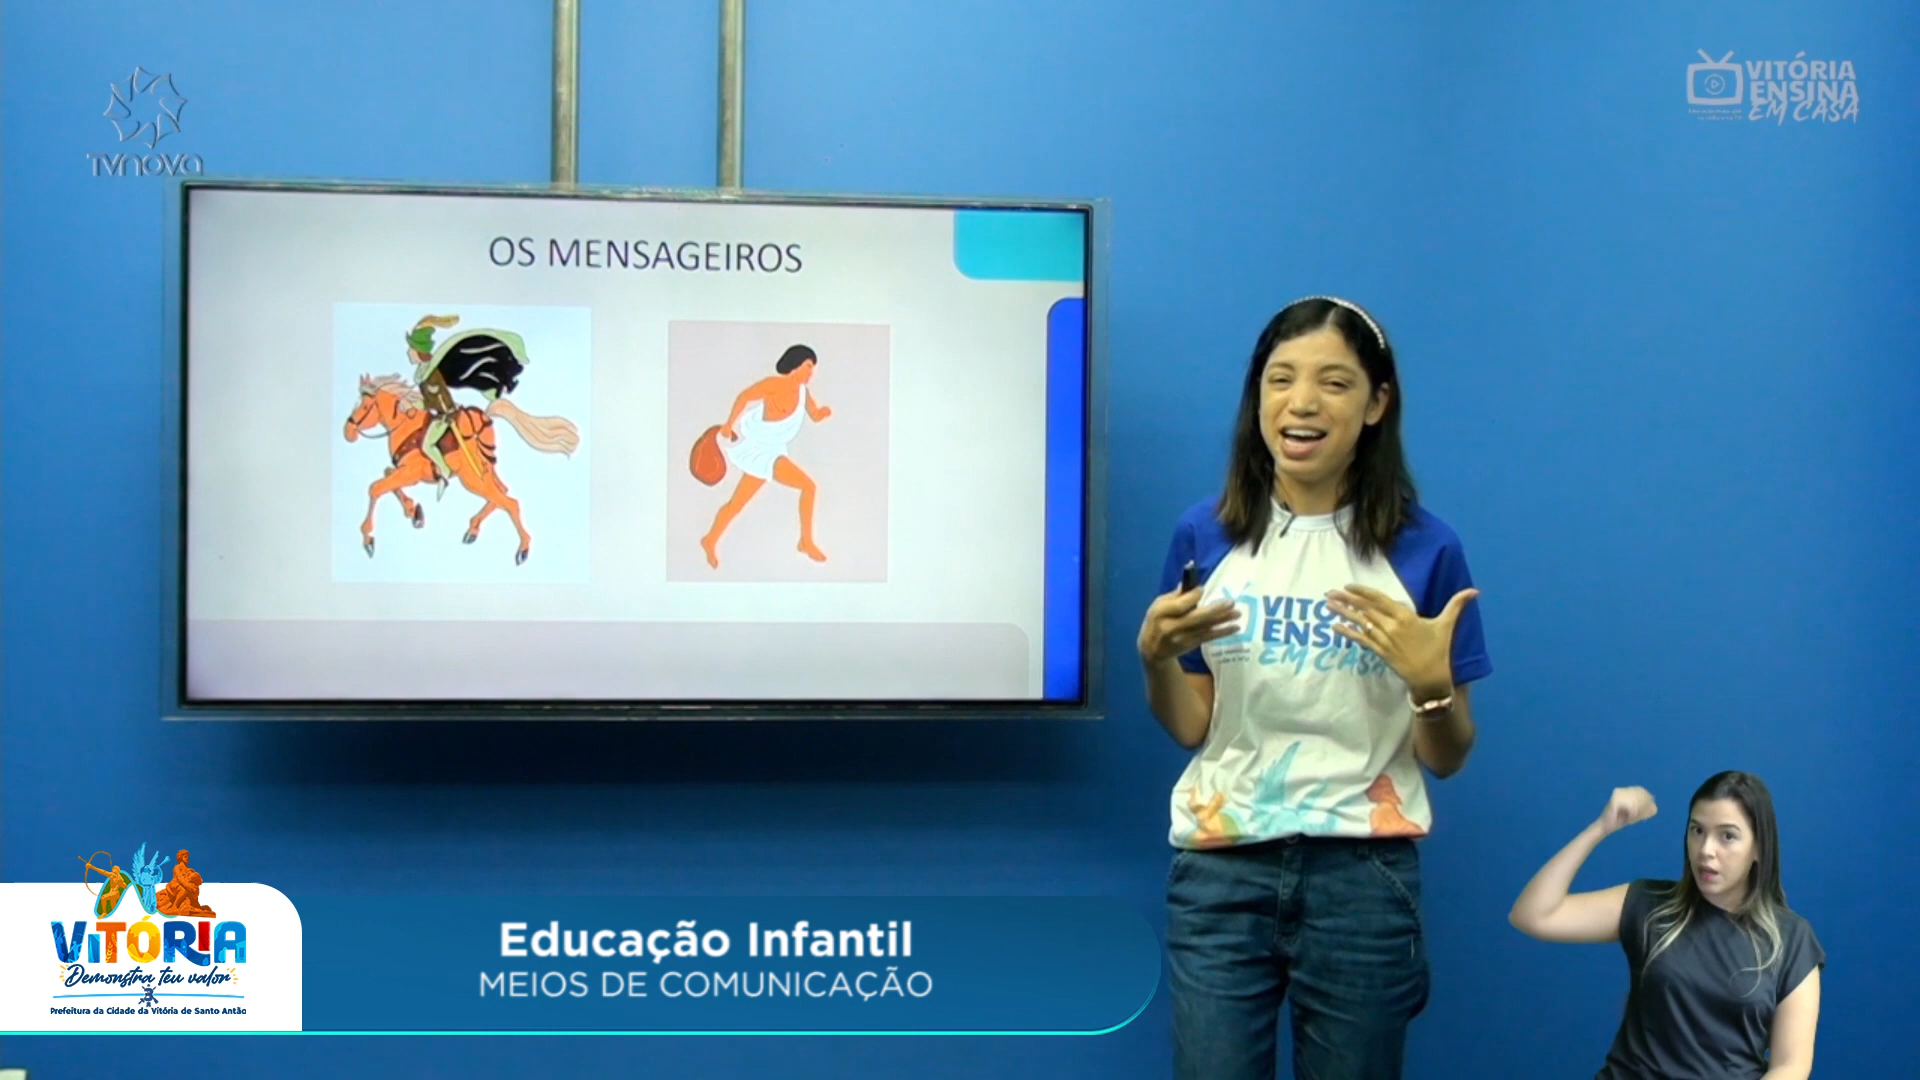 TVNOVA
VITÓRIA
ENSINA
EM CASA
OS MENSAGEIROS
ENSINA
EM CASA
VITÓRIA
Demonstra teu valor
Prefeitura da Cidade da Vitória de Santo Antão
Educação Infantil
MEIOS DE COMUNICAÇÃO